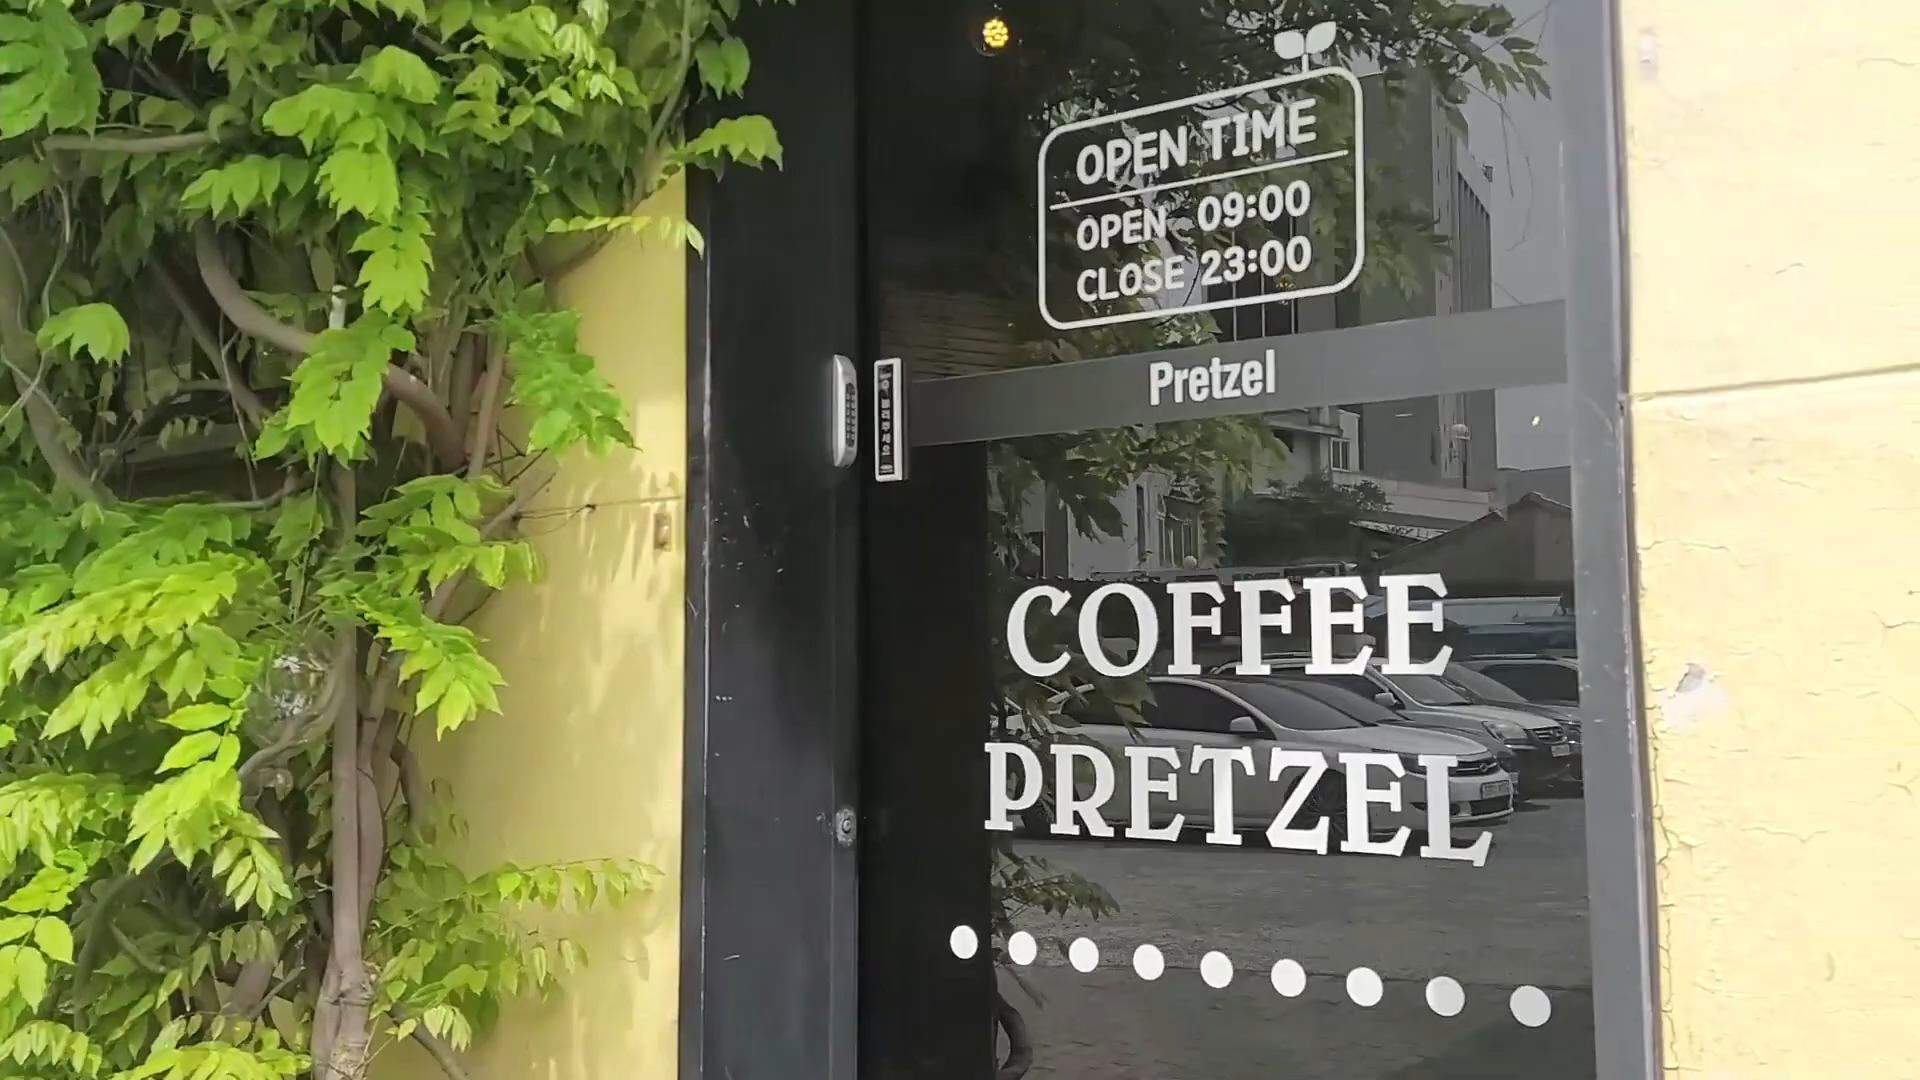 OPEN TIME
OPEN 09:00
CLOSE 23:00
Pretzel
COFFEE
PRETZEL